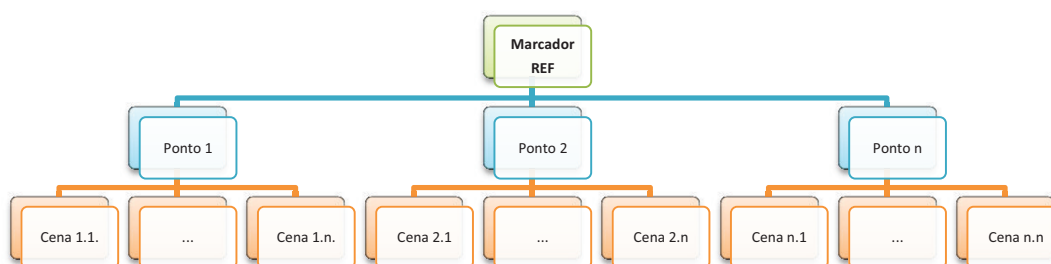 Marcador
REF
Ponto 1
Ponto 2
Ponto n
Cena 1.1.
...
Cena 1.n.
Cena 2.1
...
Cena 2.n
Cena n.1
...
Cena n.n